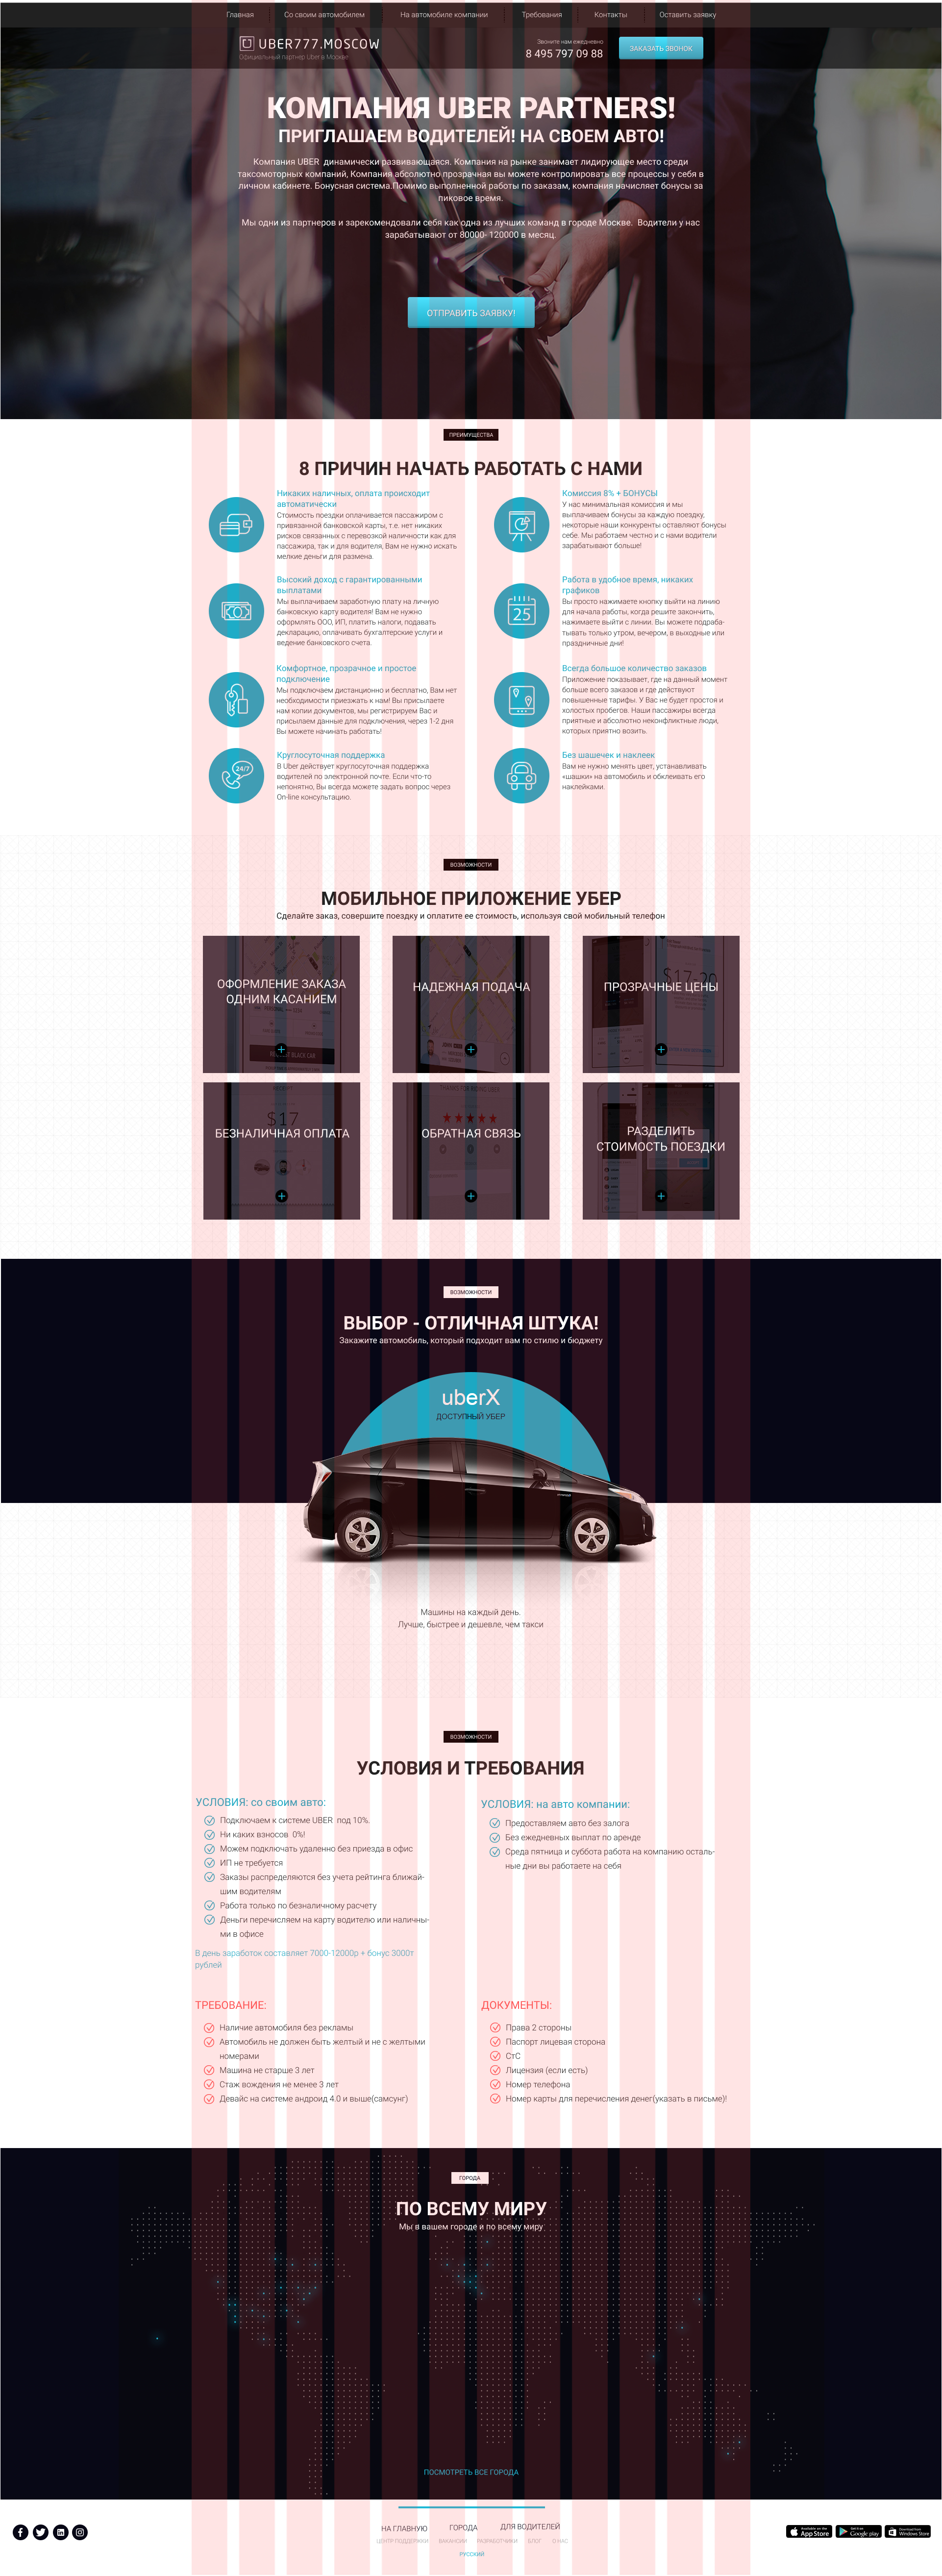 Главная Со своим автомобилем На автомобиле компании Требования Контакты Оставить заявку
UBER777.MOSCOW
Официальный партнер Uber в Москве
Звоните нам ежедневно
8 495 797 09 88
ЗАКАЗАТЬ ЗВОНОК
КОМПАНИЯ UBER PARTNERS!
ПРИГЛАШАЕМ ВОДИТЕЛЕЙ! НА СВОЕМ АВТО!
Компания UBER динамически развивающаяся. Компания на рынке занимает лидирующее место среди
таксомоторных компаний, Компания абсолютно прозрачная вы можете контролировать все процессы у себя в
личном кабинете. Бонусная система.Помимо выполненной работы по заказам, компания начисляет бонусы за
пиковое время.
Мы одни из партнеров и зарекомендовали себя как одна из лучших команд в городе Москве. Водители у нас
зарабатывают от 80000- 120000 в месяц.
ОТПРАВИТЬ ЗАЯВКУ!
ПРЕИМУЩЕСТВА
8 ПРИЧИН НАЧАТЬ РАБОТАТЬ С НАМИ
Никаких наличных, оплата происходит
автоматически
Стоимость поездки оплачивается пассажиром с
привязанной банковской карты, т.е. нет никаких
рисков связанных с перевозкой наличности как для
пассажира, так и для водителя, Вам не нужно искать
мелкие деньги для размена.
Комиссия 8% + БОНУСЫ
У нас минимальная комиссия и мы
выплачиваем бонусы за каждую поездку,
некоторые наши конкуренты оставляют бонусы
себе. Мы работаем честно и с нами водители
зарабатывают больше!
Высокий доход с гарантированными
выплатами
Мы выплачиваем заработную плату на личную
банковскую карту водителя! Вам не нужно
оформлять ООО, ИП, платить налоги, подавать
декларацию, оплачивать бухгалтерские услуги и
ведение банковского счета.
25
Работа в удобное время, никаких
графиков
Вы просто нажимаете кнопку выйти на линию
для начала работы, когда решите закончить,
нажимаете выйти с линии. Вы можете подраба-
тывать только утром, вечером, в выходные или
праздничные дни!
Комфортное, прозрачное и простое
подключение
Мы подключаем дистанционно и бесплатно, Вам нет
необходимости приезжать к нам! Вы присылаете
нам копии документов, мы регистрируем Вас и
присылаем данные для подключения, через 1-2 дня
Вы можете начинать работать!
Всегда большое количество заказов
Приложение показывает, где на данный момент
больше всего заказов и где действуют
повышенные тарифы. У Вас не будет простоя и
холостых пробегов. Наши пассажиры всегда
приятные и абсолютно неконфликтные люди,
которых приятно возить.
24/7
Круглосуточная поддержка
В Uber действует круглосуточная поддержка
водителей по электронной почте. Если что-то
непонятно, Вы всегда можете задать вопрос через
On-line консультацию.
Без шашечек и наклеек
Вам не нужно менять цвет, устанавливать
«шашки» на автомобиль и обклеивать его
наклейками.
ВОЗМОЖНОСТИ
МОБИЛЬНОЕ ПРИЛОЖЕНИЕ УБЕР
Сделайте заказ, совершите поездку и оплатите ее стоимость, используя свой мобильный телефон
ОФОРМЛЕНИЕ ЗАКАЗА
ОДНИМ КАСАНИЕМ
НАДЕЖНАЯ ПОДАЧА
ПРОЗРАЧНЫЕ ЦЕНЫ
$17
БЕЗНАЛИЧНАЯ ОПЛАТА
ОБРАТНАЯ СВЯЗЬ
РАЗДЕЛИТЬ
СТОИМОСТЬ ПОЕЗДКИ
ВОЗМОЖНОСТИ
ВЫБОР - ОТЛИЧНАЯ ШТУКА!
Закажите автомобиль, который подходит вам по стилю и бюджету
uberX
ДОСТУПНЫЙ УБЕР
Машины на каждый день.
Лучше, быстрее и дешевле, чем такси
ВОЗМОЖНОСТИ
УСЛОВИЯ И ТРЕБОВАНИЯ
УСЛОВИЯ: со своим авто:
Подключаем к системе UBER под 10%.
Ни каких взносов 0%!
Можем подключать удаленно без приезда в офис
ИП не требуется
Заказы распределяются без учета рейтинга ближай-
шим водителям
Работа только по безналичному расчету
Деньги перечисляем на карту водителю или наличны-
ми в офисе
В день заработок составляет 7000-12000р + бонус 3000т
рублей
УСЛОВИЯ: на авто компании:
Предоставляем авто без залога
Без ежедневных выплат по аренде
Среда пятница и суббота работа на компанию осталь-
ные дни вы работаете на себя
ТРЕБОВАНИЕ:
Наличие автомобиля без рекламы
Автомобиль не должен быть желтый и не с желтыми
номерами
Машина не старше 3 лет
Стаж вождения не менее 3 лет
Девайс на системе андроид 4.0 и выше(самсунг)
ДОКУМЕНТЫ:
Права 2 стороны
Паспорт лицевая сторона
СтС
Лицензия (если есть)
Номер телефона
Номер карты для перечисления денег(указать в письме)!
ГОРОДА
ПО ВСЕМУ МИРУ
Мы в вашем городе и по всему миру
ПОСМОТРЕТЬ ВСЕ ГОРОДА
НА ГЛАВНУЮ ГОРОДА ДЛЯ ВОДИТЕЛЕЙ
ЦЕНТР ПОДДЕРЖКИ ВАКАНСИИ РАЗРАБОТЧИКИ БЛОГ О НАС
РУССКИЙ
Available on the App Store
Get it on Google play
Download from Windows Store